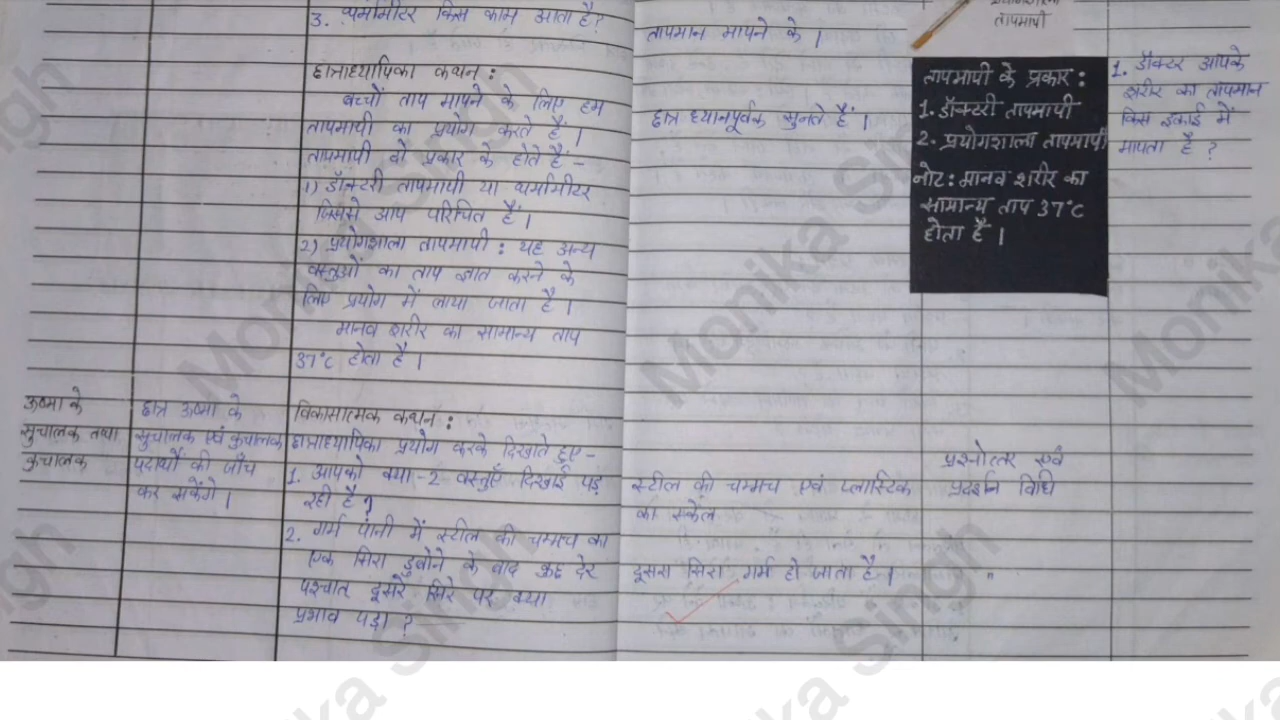 3. थर्मामीटर किस काम आता है?
छात्राध्यापिका कथन :
बच्चों ताप मापने के लिए हम
तापमापी का प्रयोग करते हैं।
तापमापी दो प्रकार के होते हैं -
1) डॉक्टरी तापमापी या थर्मामीटर
जिससे आप परिचित हैं।
2) प्रयोगशाला तापमापी : यह अन्य
वस्तुओं का ताप ज्ञात करने के
लिए प्रयोग में लाया जाता है।
मानव शरीर का सामान्य ताप
37°C होता है।
तापमान मापने के।
छात्र ध्यानपूर्वक सुनते हैं।
तापमापी
तापमापी के प्रकार :
1. डॉक्टरी तापमापी
2. प्रयोगशाला तापमापी
नोट : मानव शरीर का
सामान्य ताप 37°C
होता है।
1. डॉक्टर आपके
शरीर का तापमान
किस इकाई में
मापता है?
ऊष्मा के
सुचालक तथा
कुचालक
छात्र ऊष्मा के
सुचालक एवं कुचालक
पदार्थों की जाँच
कर सकेंगे।
विकासात्मक कथन :
छात्राध्यापिका प्रयोग करके दिखाते हुए -
1. आपको क्या-2 वस्तुएँ दिखाई पड़
रही है?
2. गर्म पानी में स्टील की चम्मच का
एक सिरा डुबोने के बाद कुछ देर
पश्चात दूसरे सिरे पर क्या
प्रभाव पड़ा?
स्टील की चम्मच एवं प्लास्टिक
का स्केल
दूसरा सिरा गर्म हो जाता है।
प्रश्नोत्तर एवं
प्रदर्शन विधि
"
Monika Singh